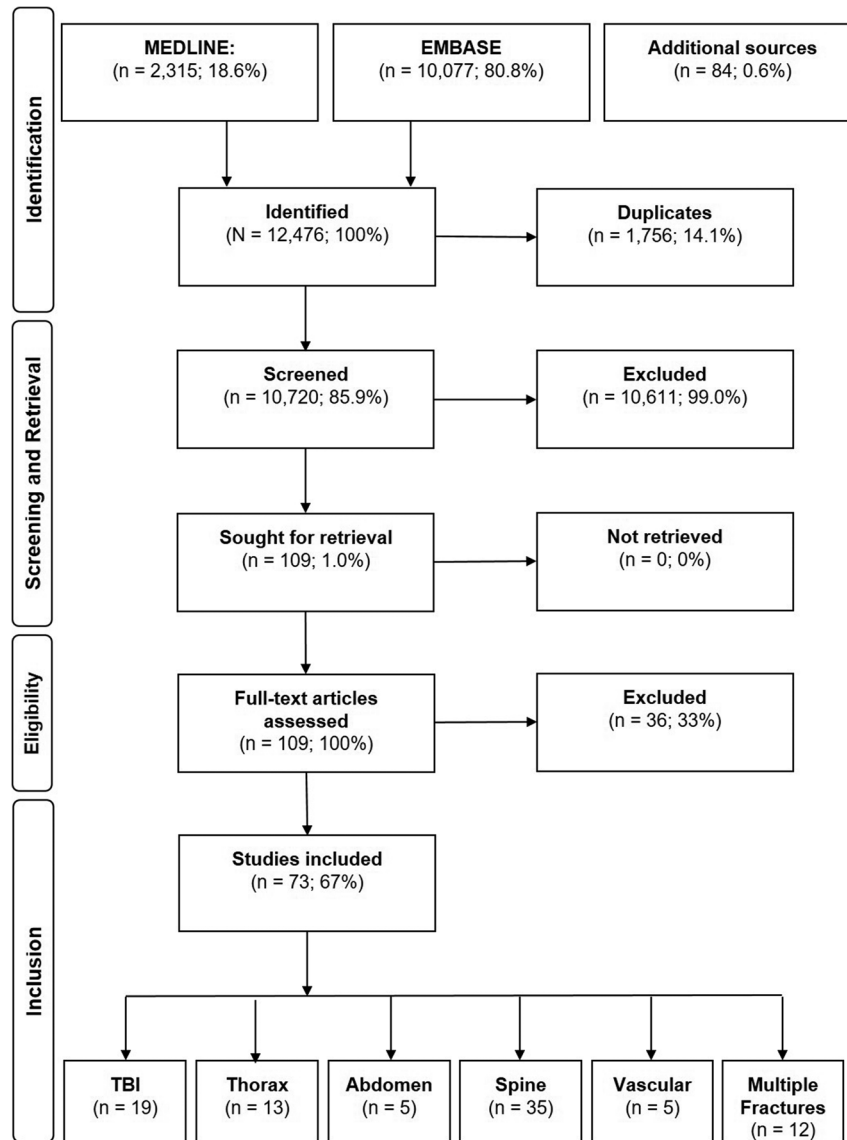 Identification
MEDLINE:
(n = 2,315; 18.6%)
EMBASE
(n = 10,077; 80.8%)
Additional sources
(n = 84; 0.6%)
Identified
(N = 12,476; 100%)
Duplicates
(n = 1,756; 14.1%)
Screening and Retrieval
Screened
(n = 10,720; 85.9%)
Excluded
(n = 10,611; 99.0%)
Sought for retrieval
(n = 109; 1.0%)
Not retrieved
(n = 0; 0%)
Eligibility
Full-text articles
assessed
(n = 109; 100%)
Excluded
(n = 36; 33%)
Inclusion
Studies included
(n = 73; 67%)
TBI
(n = 19)
Thorax
(n = 13)
Abdomen
(n = 5)
Spine
(n = 35)
Vascular
(n = 5)
Multiple
Fractures
(n = 12)